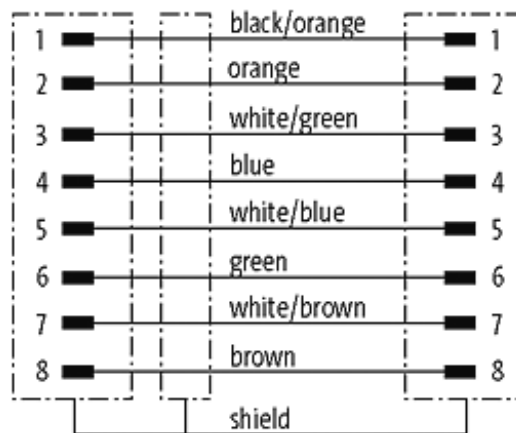 1 black/orange 1
2 orange 2
3 white/green 3
4 blue 4
5 white/blue 5
6 green 6
7 white/brown 7
8 brown 8
shield